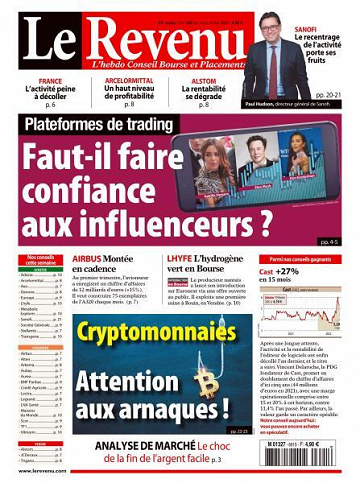 Le Revenu
L'hebdo Conseil Bourse et Placements
SANOFI
Le recentrage
de l'activité
porte ses
fruits
pp. 20-21
Paul Hudson, directeur général de Sanofi
FRANCE
L'activité peine
à décoller
p. 6
ARCELORMITTAL
Un haut niveau
de profitabilité
p. 8
ALSTOM
La rentabilité
se dégrade
p. 8
Plateformes de trading
Faut-il faire
confiance
aux influenceurs ?
Elon Musk
pp. 4-5
Nos conseils
cette semaine
AIRBUS Montée
en cadence
Au premier trimestre, l'avionneur
a enregistré un chiffre d'affaires
de 12 milliards d'euros (+15%).
Il veut construire 75 exemplaires
de l'A320 chaque mois. (p. 7)
LHYFE L'hydrogène
vert en Bourse
Le producteur nantais
a lancé son introduction
sur Euronext via une offre ouverte
au public. Il exploite une première
usine à Bouin, en Vendée. (p. 10)
Parmi nos conseils gagnants
Cast +27%
en 15 mois
Cast
Après une longue attente,
l'activité et la rentabilité de
l'éditeur de logiciels ont enfin
décollé l'an dernier, et le titre
a suivi. Vincent Delaroche, le PDG
fondateur de Cast, promet un
doublement du chiffre d'affaires
d'ici cinq ans (44 millions
d'euros en 2021), avec une marge
opérationnelle comprise entre
15% et 20% à cet horizon, contre
11,4% l'an passé. Par ailleurs, la
valeur garde un caractère spéculatif.
Notre conseil aujourd'hui :
vous pouvez encore acheter
en spéculatif.
Cryptomonnaies
Attention
aux arnaques !
pp. 22-23
ANALYSE DE MARCHÉ Le choc
de la fin de l'argent facile p. 3
www.lerevenu.com